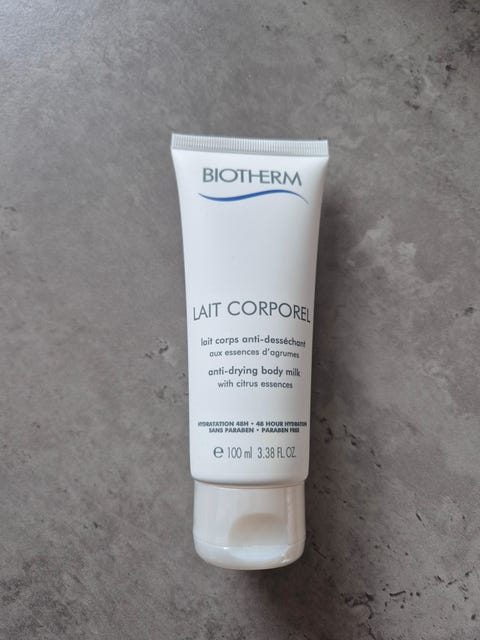 BIOTHERM
LAIT CORPOREL
lait corps anti-desséchant
aux essences d'agrumes
anti-drying body milk
with citrus essences
HYDRATATION 48H • 48 HOUR HYDRATION
SANS PARABEN • PARABEN FREE
℮ 100 ml 3.38 FL.OZ.